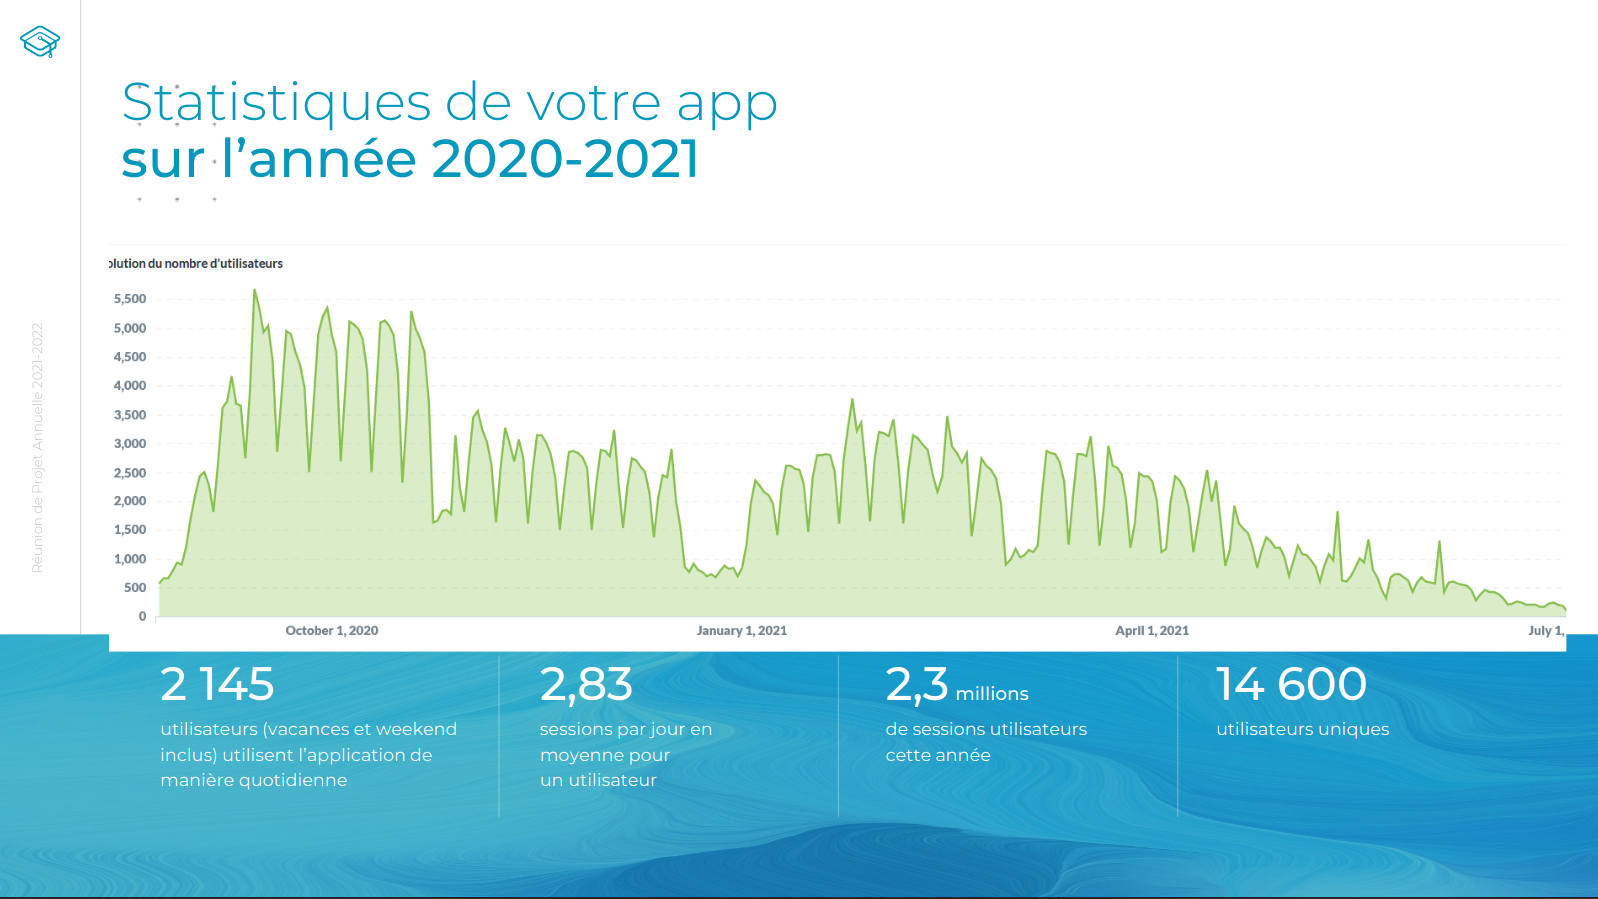 Statistiques de votre app
sur l’année 2020-2021
Réunion de Projet Annuelle 2021-2022
olution du nombre d'utilisateurs
5,500
5,000
4,500
4,000
3,500
3,000
2,500
2,000
1,500
1,000
500
0
October 1, 2020
January 1, 2021
April 1, 2021
July 1,
2 145
utilisateurs (vacances et weekend
inclus) utilisent l’application de
manière quotidienne
2,83
sessions par jour en
moyenne pour
un utilisateur
2,3 millions
de sessions utilisateurs
cette année
14 600
utilisateurs uniques